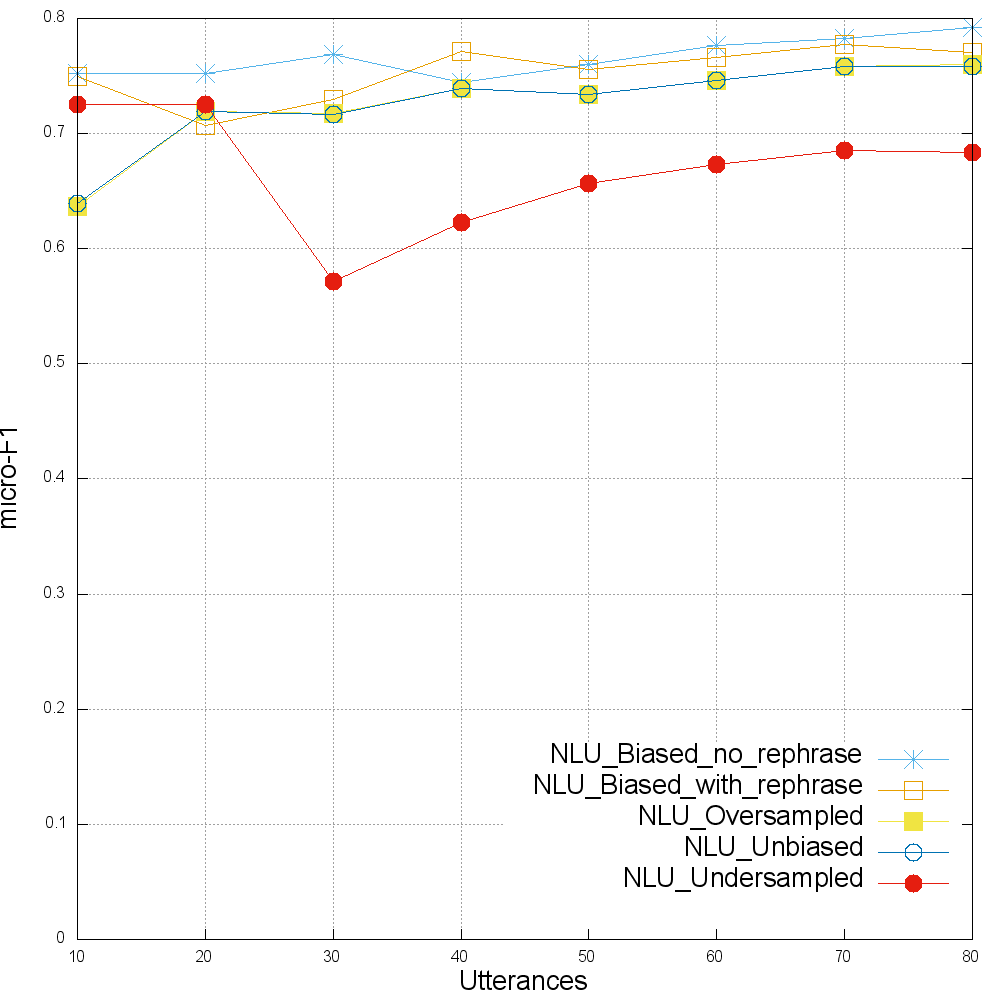 0.8
0.7
0.6
0.5
0.4
0.3
0.2
0.1
0
micro-F1
NLU_Biased_no_rephrase
NLU_Biased_with_rephrase
NLU_Oversampled
NLU_Unbiased
NLU_Undersampled
10 20 30 40 50 60 70 80
Utterances